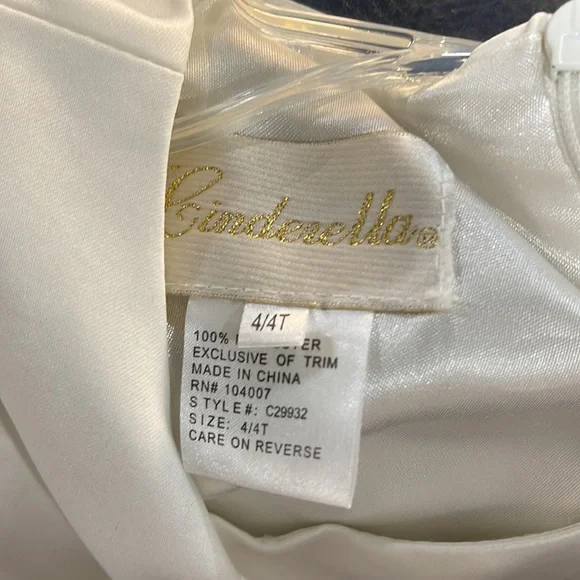 Cinderella®
4/4T
100%
EXCLUSIVE OF TRIM
MADE IN CHINA
RN# 104007
STYLE#: C29932
SIZE: 4/4T
CARE ON REVERSE